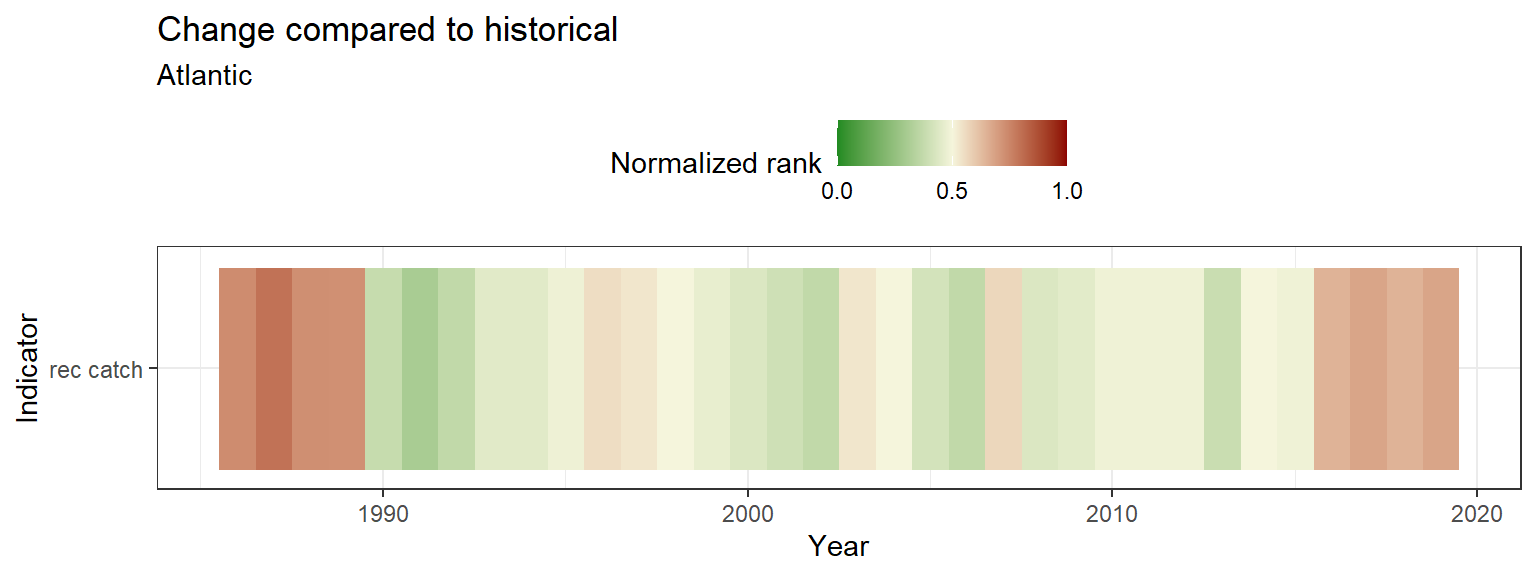 Change compared to historical
Atlantic
Normalized rank
0.0 0.5 1.0
Indicator
rec catch
1990 2000 2010 2020
Year